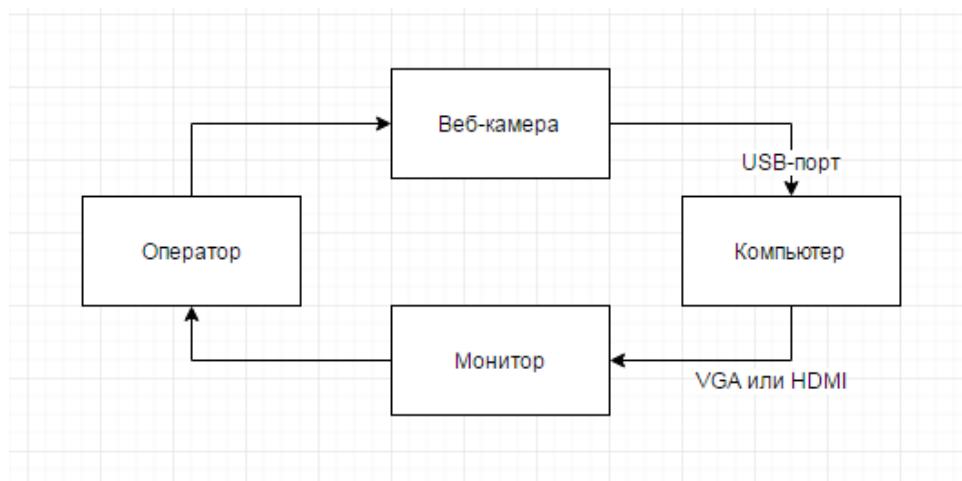 Веб-камера
USB-порт
Оператор
Компьютер
Монитор
VGA или HDMI